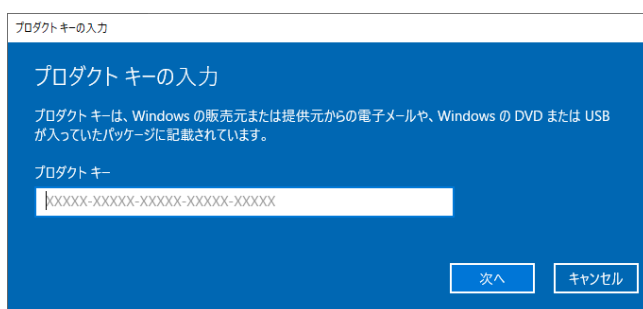 プロダクト キーの入力
プロダクト キーの入力
プロダクト キーは、Windows の販売元または提供元からの電子メールや、Windows の DVD または USB
が入っていたパッケージに記載されています。
プロダクト キー
XXXXX-XXXXX-XXXXX-XXXXX-XXXXX
次へ
キャンセル